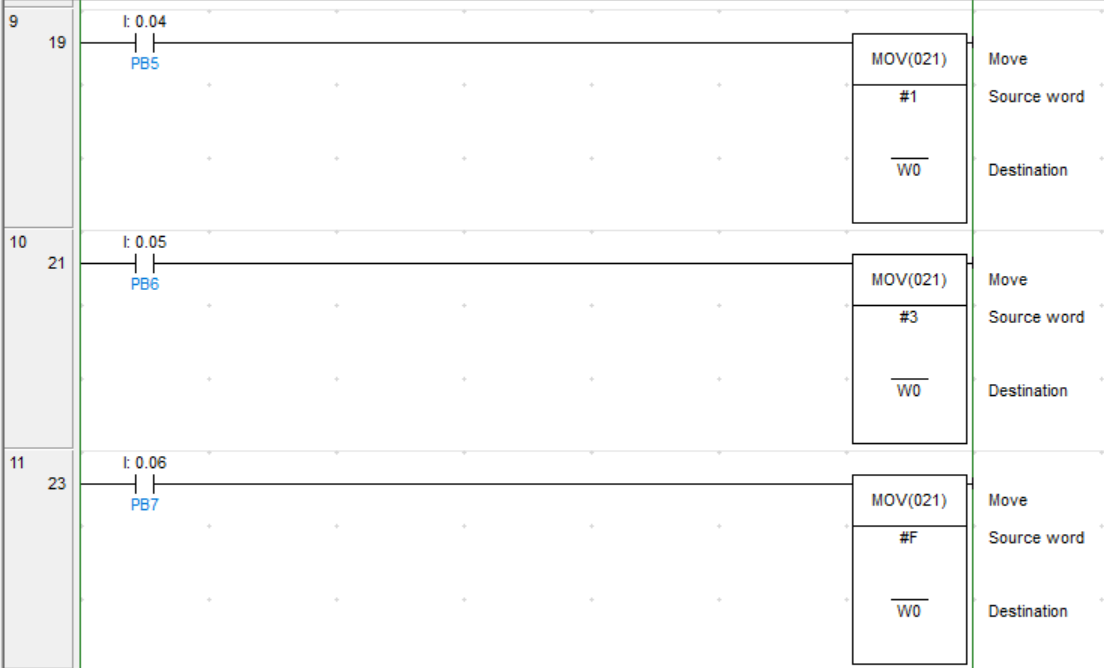 9
I: 0.04
19
MOV(021) Move
PB5
#1 Source word
W0 Destination
10
I: 0.05
21
MOV(021) Move
PB6
#3 Source word
W0 Destination
11
I: 0.06
23
MOV(021) Move
PB7
#F Source word
W0 Destination